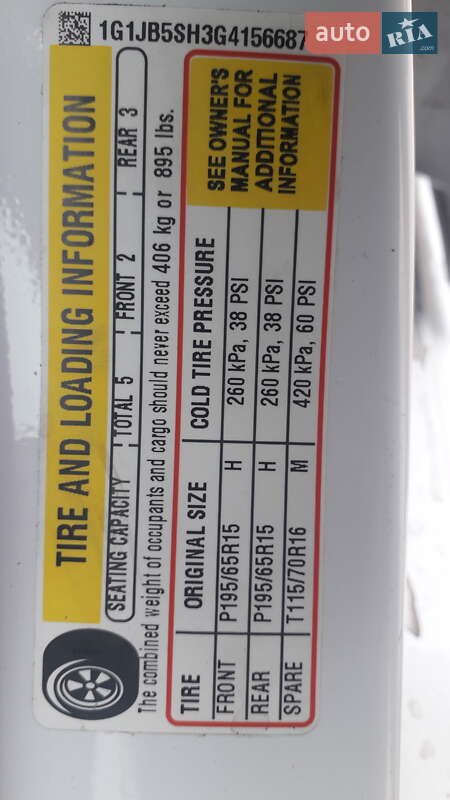 1G1JB5SH3G4156687
auto RIA.com
TIRE AND LOADING INFORMATION
SEATING CAPACITY TOTAL 5 FRONT 2 REAR 3
The combined weight of occupants and cargo should never exceed 406 kg or 895 lbs.
TIRE ORIGINAL SIZE COLD TIRE PRESSURE
FRONT P195/65R15 H 260 kPa, 38 PSI
REAR P195/65R15 H 260 kPa, 38 PSI
SPARE T115/70R16 M 420 kPa, 60 PSI
SEE OWNER'S
MANUAL FOR
ADDITIONAL
INFORMATION